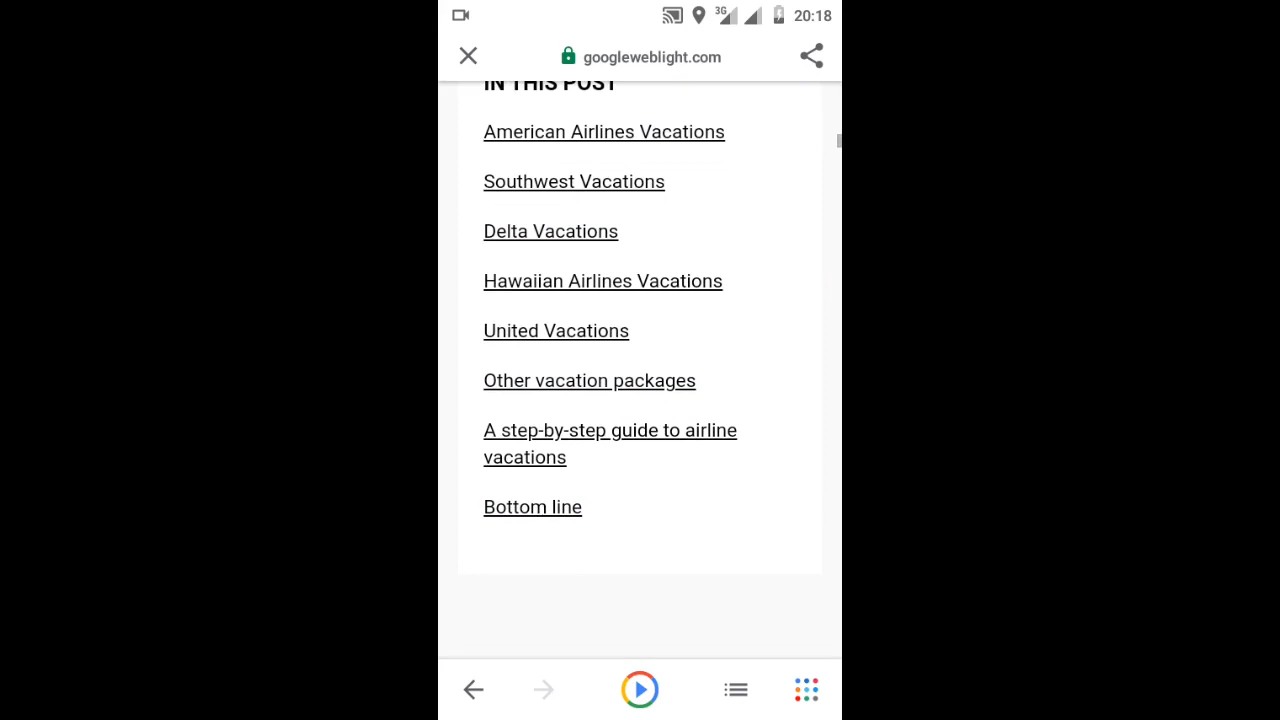 3G 20:18
googleweblight.com
IN THIS POST
American Airlines Vacations
Southwest Vacations
Delta Vacations
Hawaiian Airlines Vacations
United Vacations
Other vacation packages
A step-by-step guide to airline
vacations
Bottom line